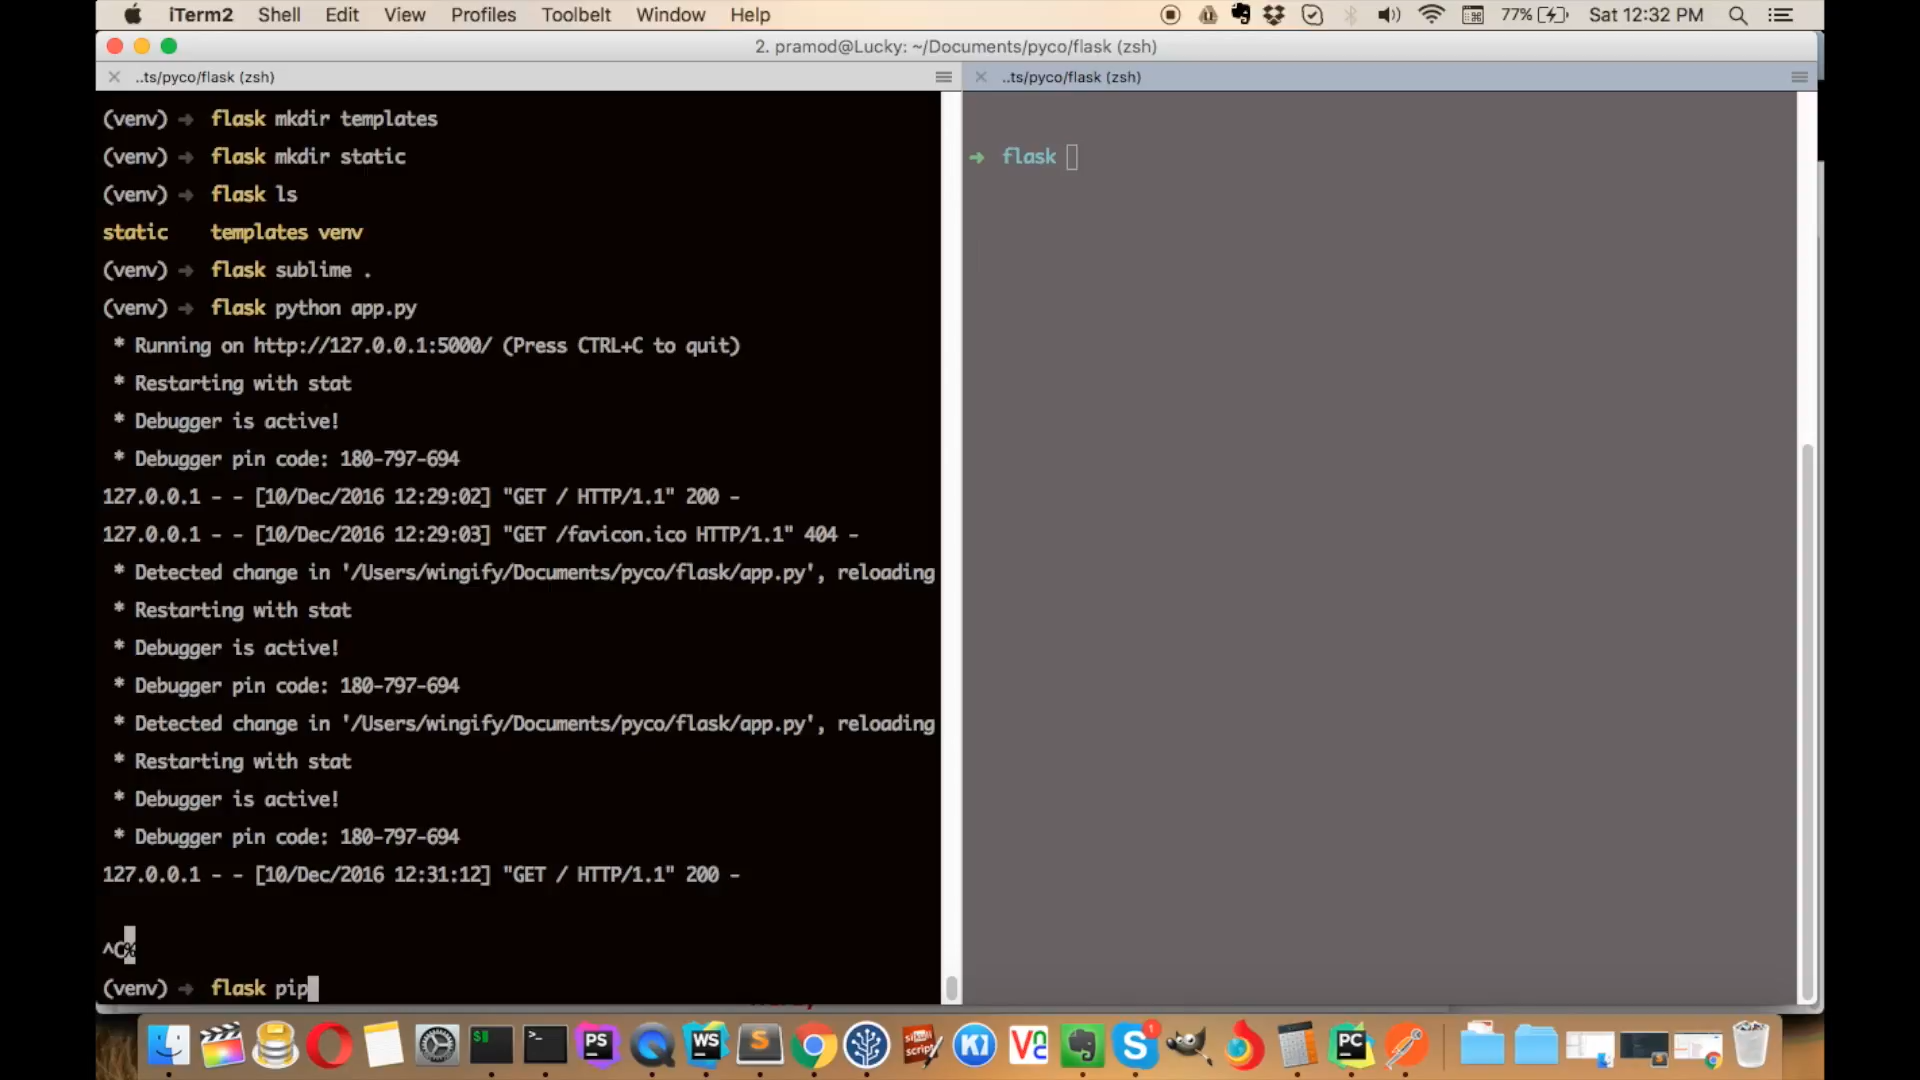 iTerm2 Shell Edit View Profiles Toolbelt Window Help 77% Sat 12:32 PM
2. pramod@Lucky: ~/Documents/pyco/flask (zsh)
..ts/pyco/flask (zsh)
..ts/pyco/flask (zsh)
(venv) → flask mkdir templates
(venv) → flask mkdir static
(venv) → flask ls
static templates venv
(venv) → flask sublime .
(venv) → flask python app.py
* Running on http://127.0.0.1:5000/ (Press CTRL+C to quit)
* Restarting with stat
* Debugger is active!
* Debugger pin code: 180-797-694
127.0.0.1 - - [10/Dec/2016 12:29:02] "GET / HTTP/1.1" 200 -
127.0.0.1 - - [10/Dec/2016 12:29:03] "GET /favicon.ico HTTP/1.1" 404 -
* Detected change in '/Users/wingify/Documents/pyco/flask/app.py', reloading
* Restarting with stat
* Debugger is active!
* Debugger pin code: 180-797-694
* Detected change in '/Users/wingify/Documents/pyco/flask/app.py', reloading
* Restarting with stat
* Debugger is active!
* Debugger pin code: 180-797-694
127.0.0.1 - - [10/Dec/2016 12:31:12] "GET / HTTP/1.1" 200 -
^C%
(venv) → flask pip
→ flask
PS WS S script K1 VC S 1 PC